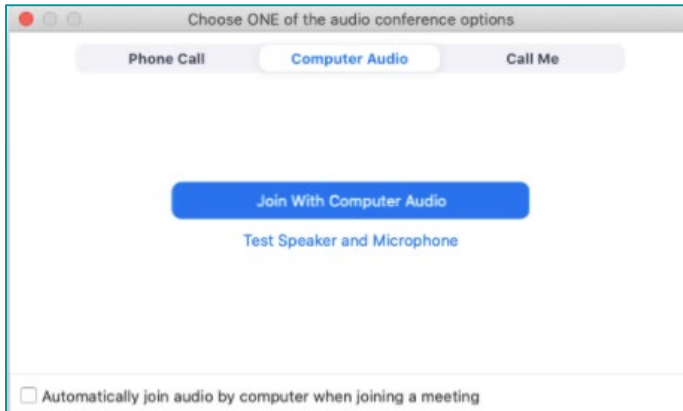 Choose ONE of the audio conference options
Phone Call Computer Audio Call Me
Join With Computer Audio
Test Speaker and Microphone
Automatically join audio by computer when joining a meeting